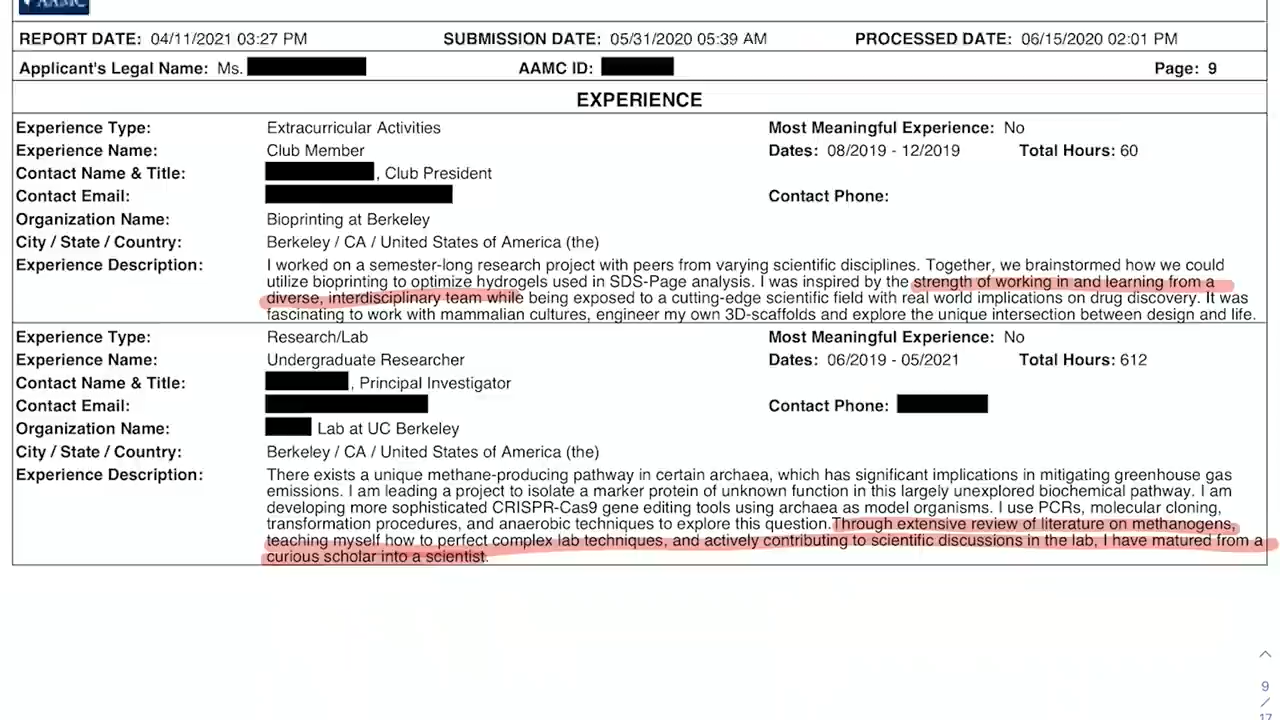 AAMC
REPORT DATE: 04/11/2021 03:27 PM SUBMISSION DATE: 05/31/2020 05:39 AM PROCESSED DATE: 06/15/2020 02:01 PM
Applicant's Legal Name: Ms. AAMC ID: Page: 9
EXPERIENCE
Experience Type: Extracurricular Activities Most Meaningful Experience: No
Experience Name: Club Member Dates: 08/2019 - 12/2019 Total Hours: 60
Contact Name & Title: , Club President
Contact Email: Contact Phone:
Organization Name: Bioprinting at Berkeley
City / State / Country: Berkeley / CA / United States of America (the)
Experience Description: I worked on a semester-long research project with peers from varying scientific disciplines. Together, we brainstormed how we could
utilize bioprinting to optimize hydrogels used in SDS-Page analysis. I was inspired by the strength of working in and learning from a
diverse, interdisciplinary team while being exposed to a cutting-edge scientific field with real world implications on drug discovery. It was
fascinating to work with mammalian cultures, engineer my own 3D-scaffolds and explore the unique intersection between design and life.
Experience Type: Research/Lab Most Meaningful Experience: No
Experience Name: Undergraduate Researcher Dates: 06/2019 - 05/2021 Total Hours: 612
Contact Name & Title: , Principal Investigator
Contact Email: Contact Phone:
Organization Name: Lab at UC Berkeley
City / State / Country: Berkeley / CA / United States of America (the)
Experience Description: There exists a unique methane-producing pathway in certain archaea, which has significant implications in mitigating greenhouse gas
emissions. I am leading a project to isolate a marker protein of unknown function in this largely unexplored biochemical pathway. I am
developing more sophisticated CRISPR-Cas9 gene editing tools using archaea as model organisms. I use PCRs, molecular cloning,
transformation procedures, and anaerobic techniques to explore this question. Through extensive review of literature on methanogens,
teaching myself how to perfect complex lab techniques, and actively contributing to scientific discussions in the lab, I have matured from a
curious scholar into a scientist.
9
/
17